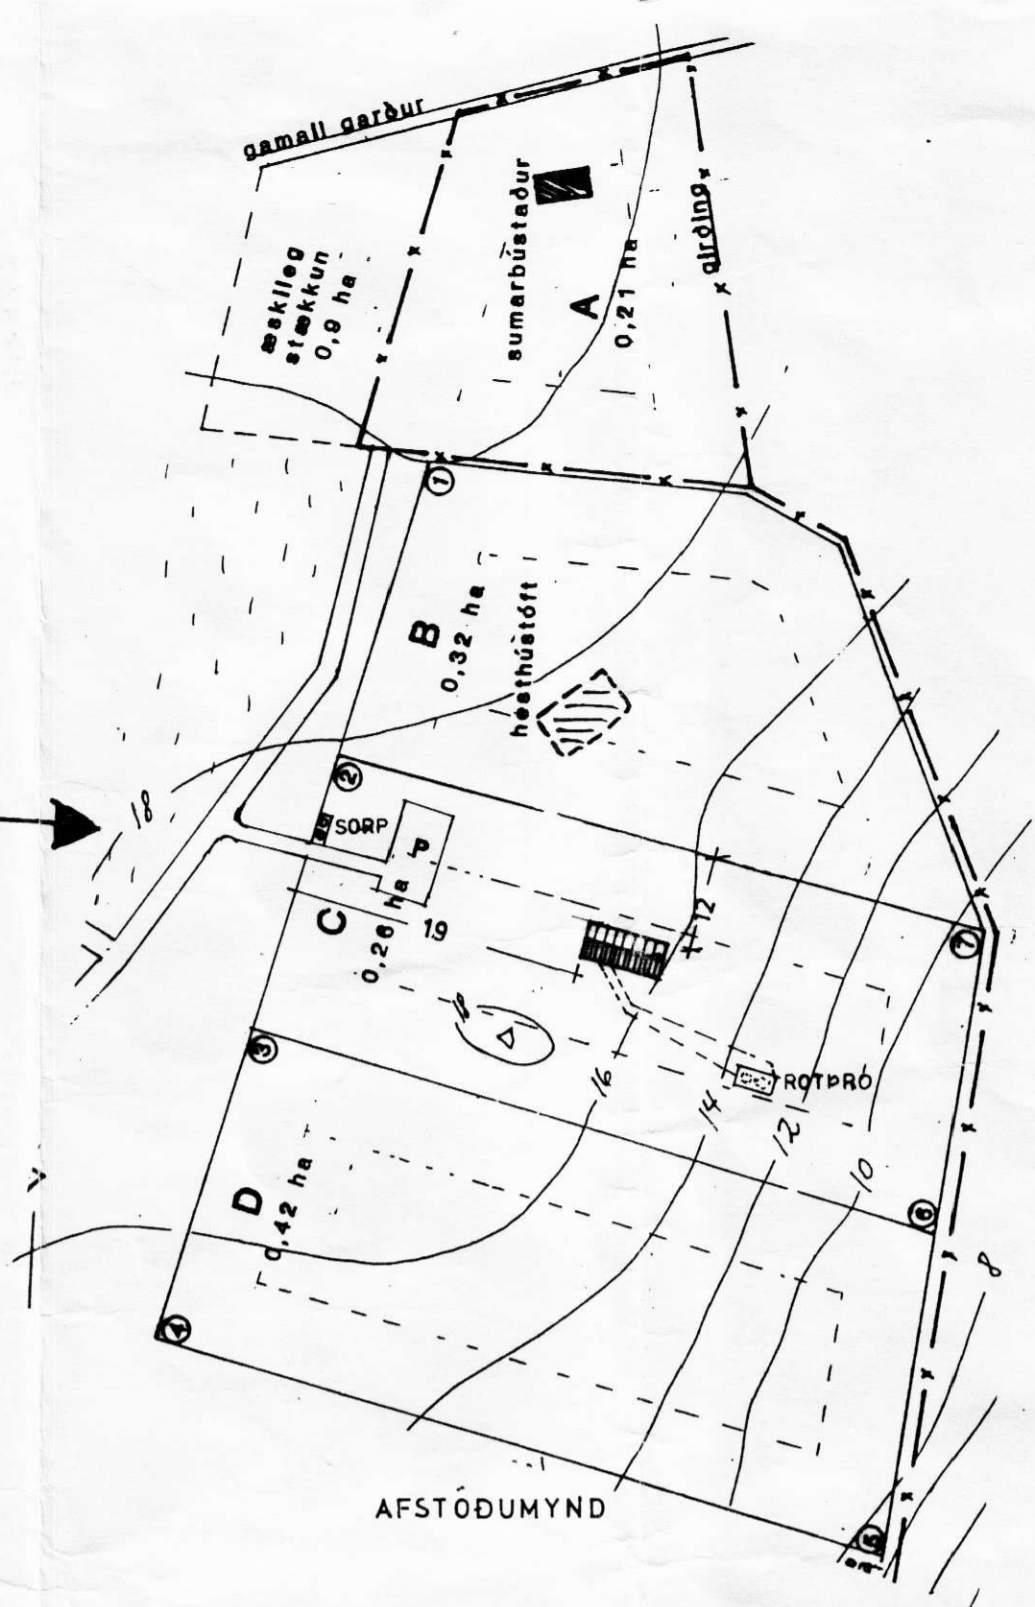 gamall garður
æskileg
stækkun
0,9 ha
sumarbústaður
A
0,21 ha
girðing
1
B
0,32 ha
hesthústóft
2
SORP
P
18
C
0,26 ha
19
12
7
18
16
14
12
10
8
ROTÞRÓ
3
D
0,42 ha
6
4
5
AFSTÖÐUMYND